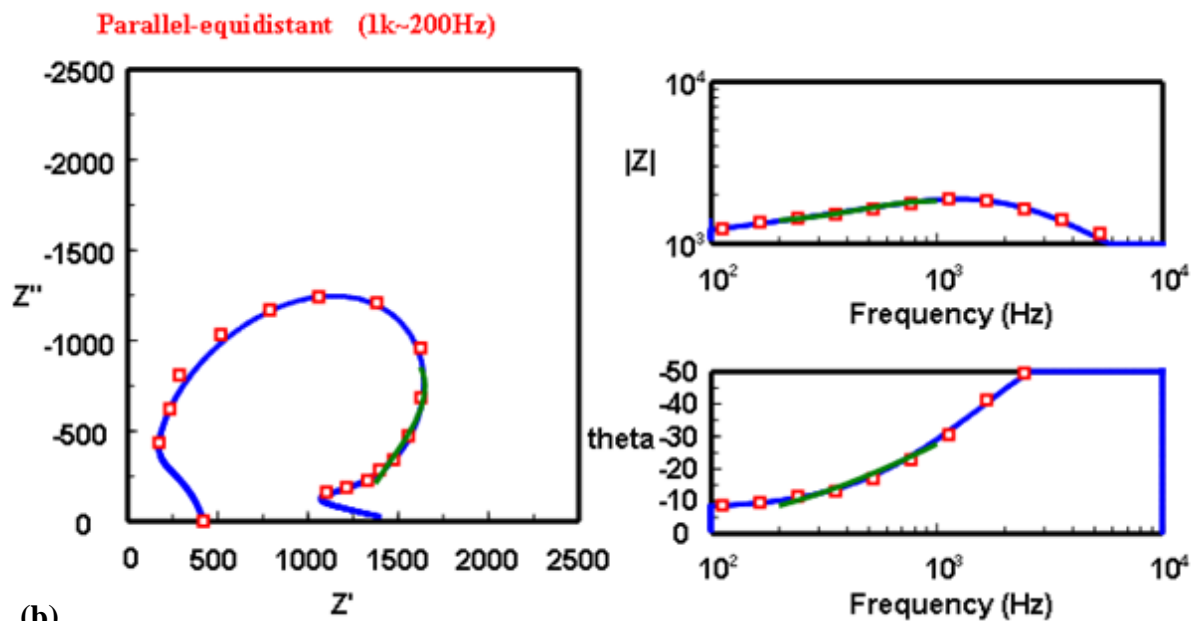 Parallel-equidistant (1k~200Hz)
-2500
-2000
-1500
Z''
-1000
-500
0
0 500 1000 1500 2000 2500
Z'
10⁴
|Z|
10³
10² 10³ 10⁴
Frequency (Hz)
-50
-40
-30
theta
-20
-10
0
10² 10³ 10⁴
Frequency (Hz)
(b)